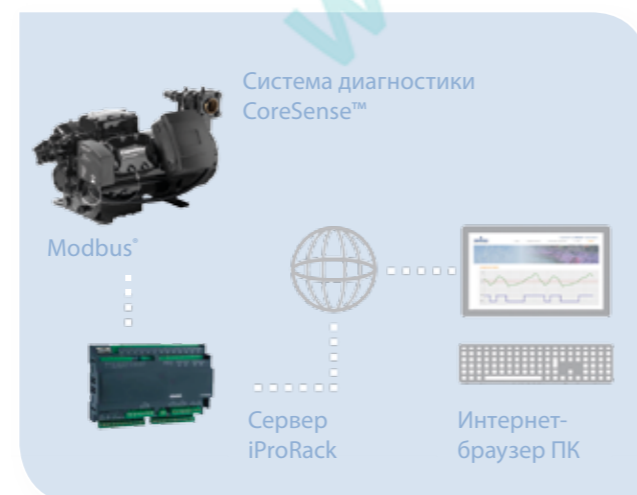 Система диагностики
CoreSense™
Modbus®
Сервер
iProRack
Интернет-
браузер ПК